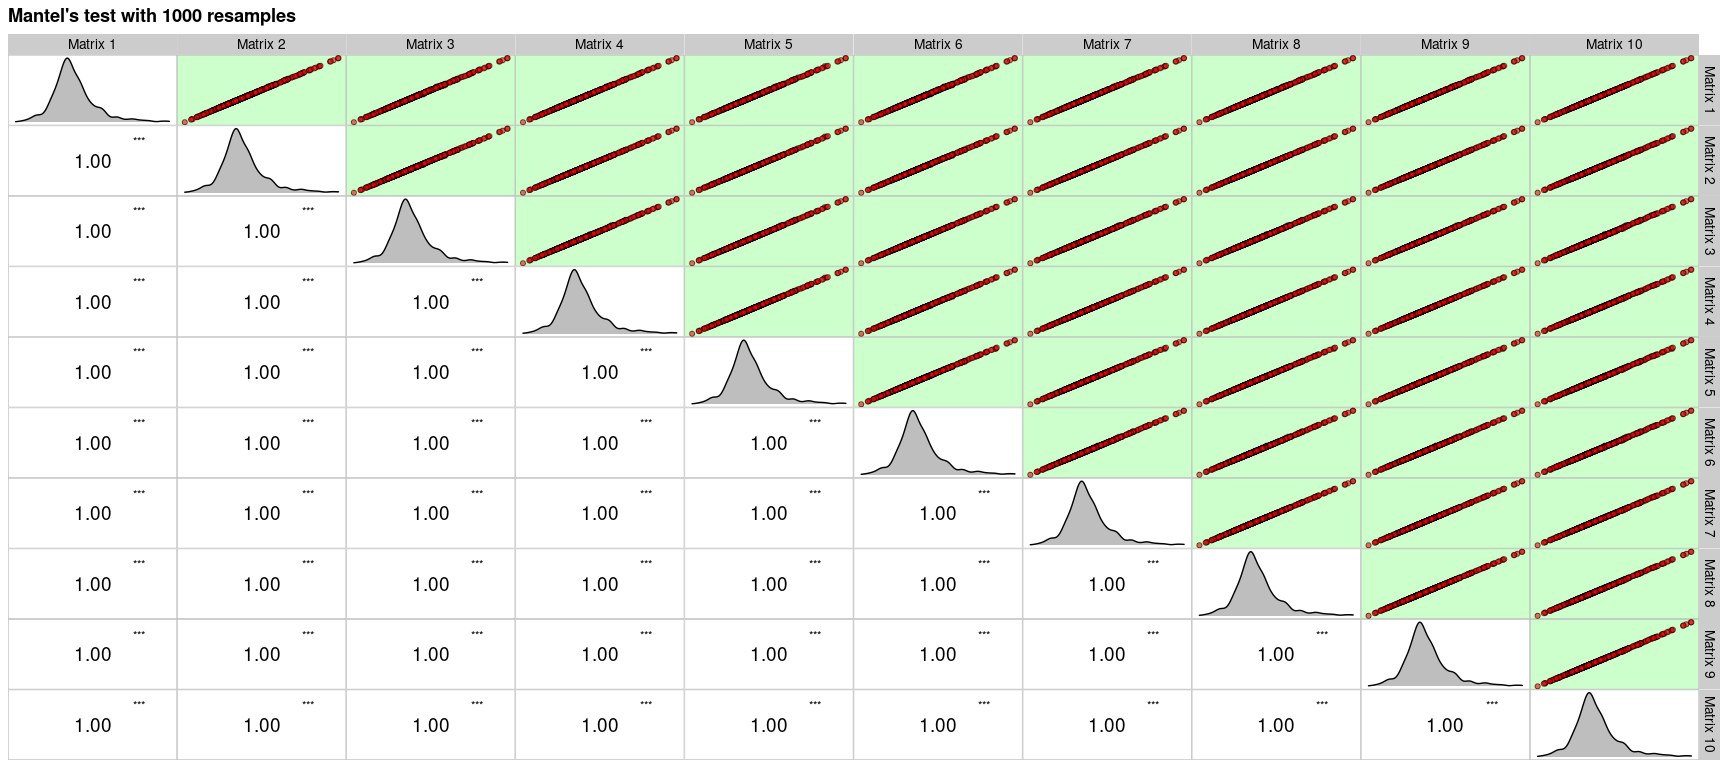 Mantel's test with 1000 resamples
Matrix 1 Matrix 2 Matrix 3 Matrix 4 Matrix 5 Matrix 6 Matrix 7 Matrix 8 Matrix 9 Matrix 10
Matrix 1
*** 
1.00
Matrix 2
*** ***
1.00 1.00
Matrix 3
*** *** ***
1.00 1.00 1.00
Matrix 4
*** *** *** ***
1.00 1.00 1.00 1.00
Matrix 5
*** *** *** *** ***
1.00 1.00 1.00 1.00 1.00
Matrix 6
*** *** *** *** *** ***
1.00 1.00 1.00 1.00 1.00 1.00
Matrix 7
*** *** *** *** *** *** ***
1.00 1.00 1.00 1.00 1.00 1.00 1.00
Matrix 8
*** *** *** *** *** *** *** ***
1.00 1.00 1.00 1.00 1.00 1.00 1.00 1.00
Matrix 9
*** *** *** *** *** *** *** *** ***
1.00 1.00 1.00 1.00 1.00 1.00 1.00 1.00 1.00
Matrix 10